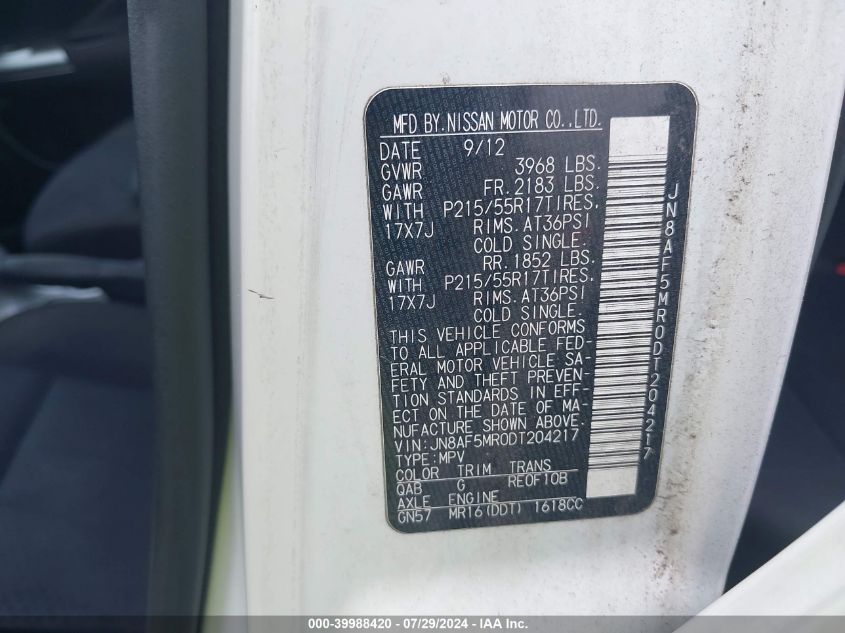 MFD BY.NISSAN MOTOR CO.,LTD.
DATE 9/12
GVWR 3968 LBS.
GAWR FR.2183 LBS.
WITH P215/55R17TIRES.
17X7J RIMS.AT36PSI
COLD SINGLE.
GAWR RR.1852 LBS.
WITH P215/55R17TIRES.
17X7J RIMS.AT36PSI
COLD SINGLE.
THIS VEHICLE CONFORMS
TO ALL APPLICABLE FED-
ERAL MOTOR VEHICLE SA-
FETY AND THEFT PREVEN-
TION STANDARDS IN EFF-
ECT ON THE DATE OF MA-
NUFACTURE SHOWN ABOVE.
VIN:JN8AF5MR0DT204217
TYPE:MPV
COLOR TRIM TRANS
QAB G RE0F10B
AXLE ENGINE
GN57 MR16(DDT) 1618CC
JN8AF5MR0DT204217
000-39988420 - 07/29/2024 - IAA Inc.